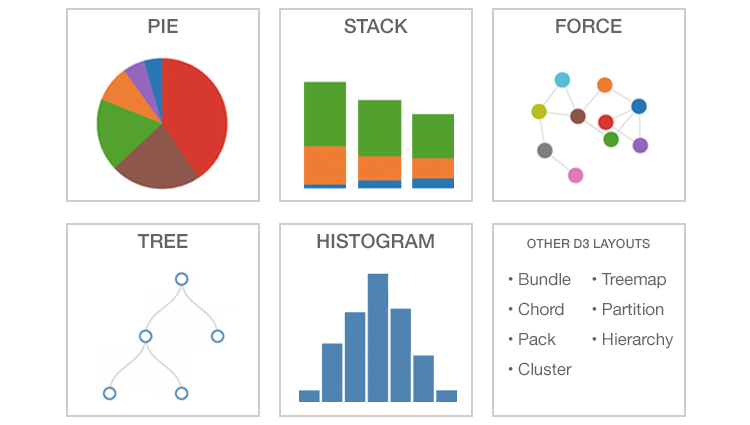 PIE
STACK
FORCE
TREE
HISTOGRAM
OTHER D3 LAYOUTS
• Bundle
• Chord
• Pack
• Cluster
• Treemap
• Partition
• Hierarchy